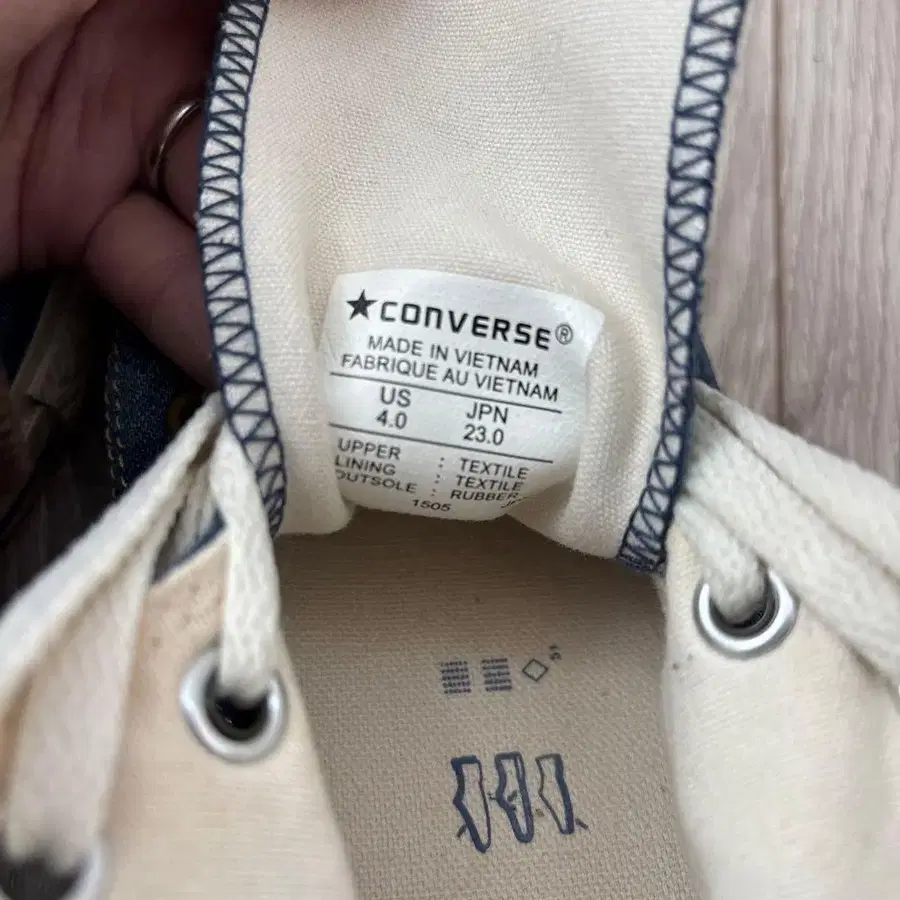 ★CONVERSE®
MADE IN VIETNAM
FABRIQUE AU VIETNAM
US JPN
4.0 23.0
UPPER : TEXTILE
LINING : TEXTILE
OUTSOLE : RUBBER
1505